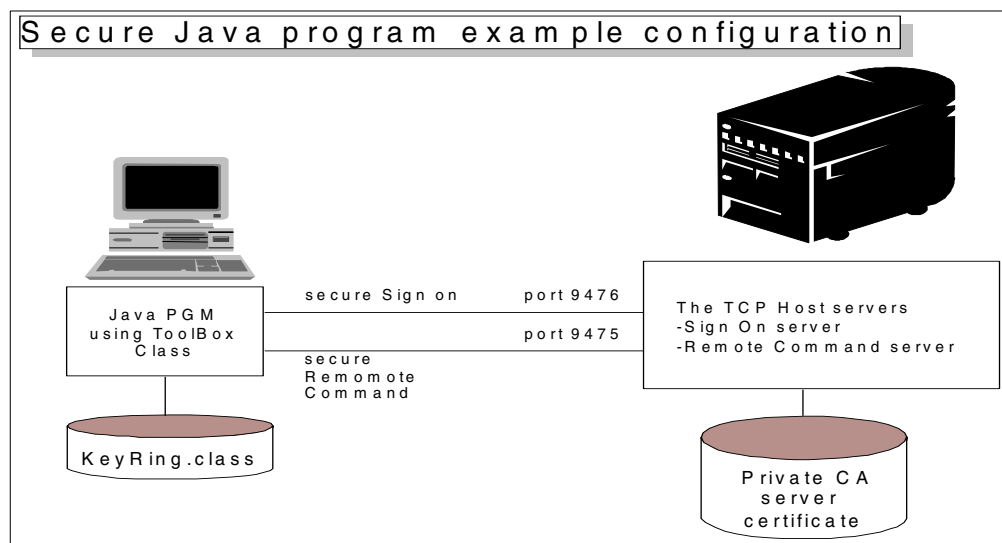 Secure Java program example configuration
secure Sign on
port 9476
Java PGM
using ToolBox
Class
port 9475
secure
Remomote
Command
The TCP Host servers
-Sign On server
-Remote Command server
KeyRing.class
Private CA
server
certificate